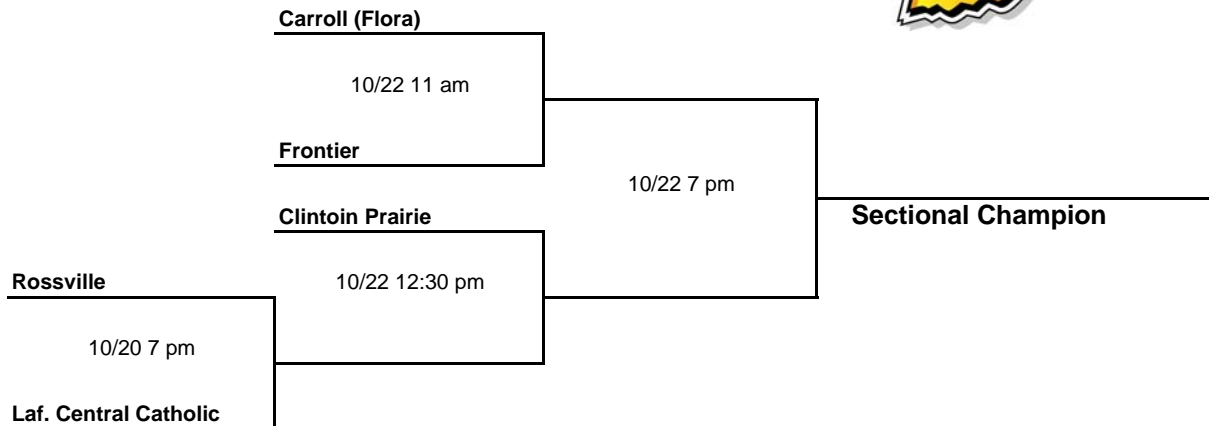 Carroll (Flora)
10/22 11 am
Frontier
10/22 7 pm
Clintoin Prairie
Sectional Champion
Rossville
10/22 12:30 pm
10/20 7 pm
Laf. Central Catholic